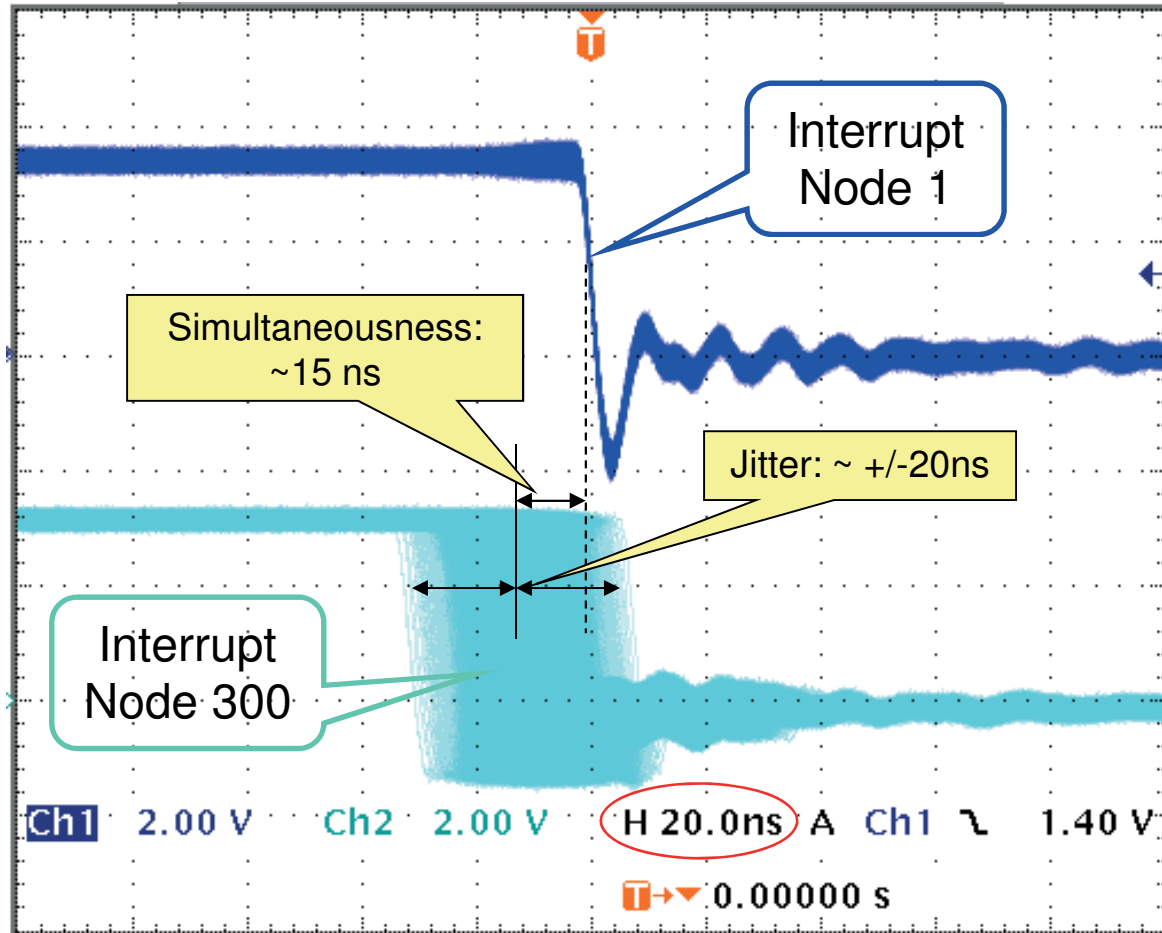 T
Interrupt
Node 1
Simultaneousness:
~15 ns
Jitter: ~ +/-20ns
Interrupt
Node 300
Ch1 2.00 V Ch2 2.00 V H 20.0ns A Ch1 1.40 V
T 0.00000 s